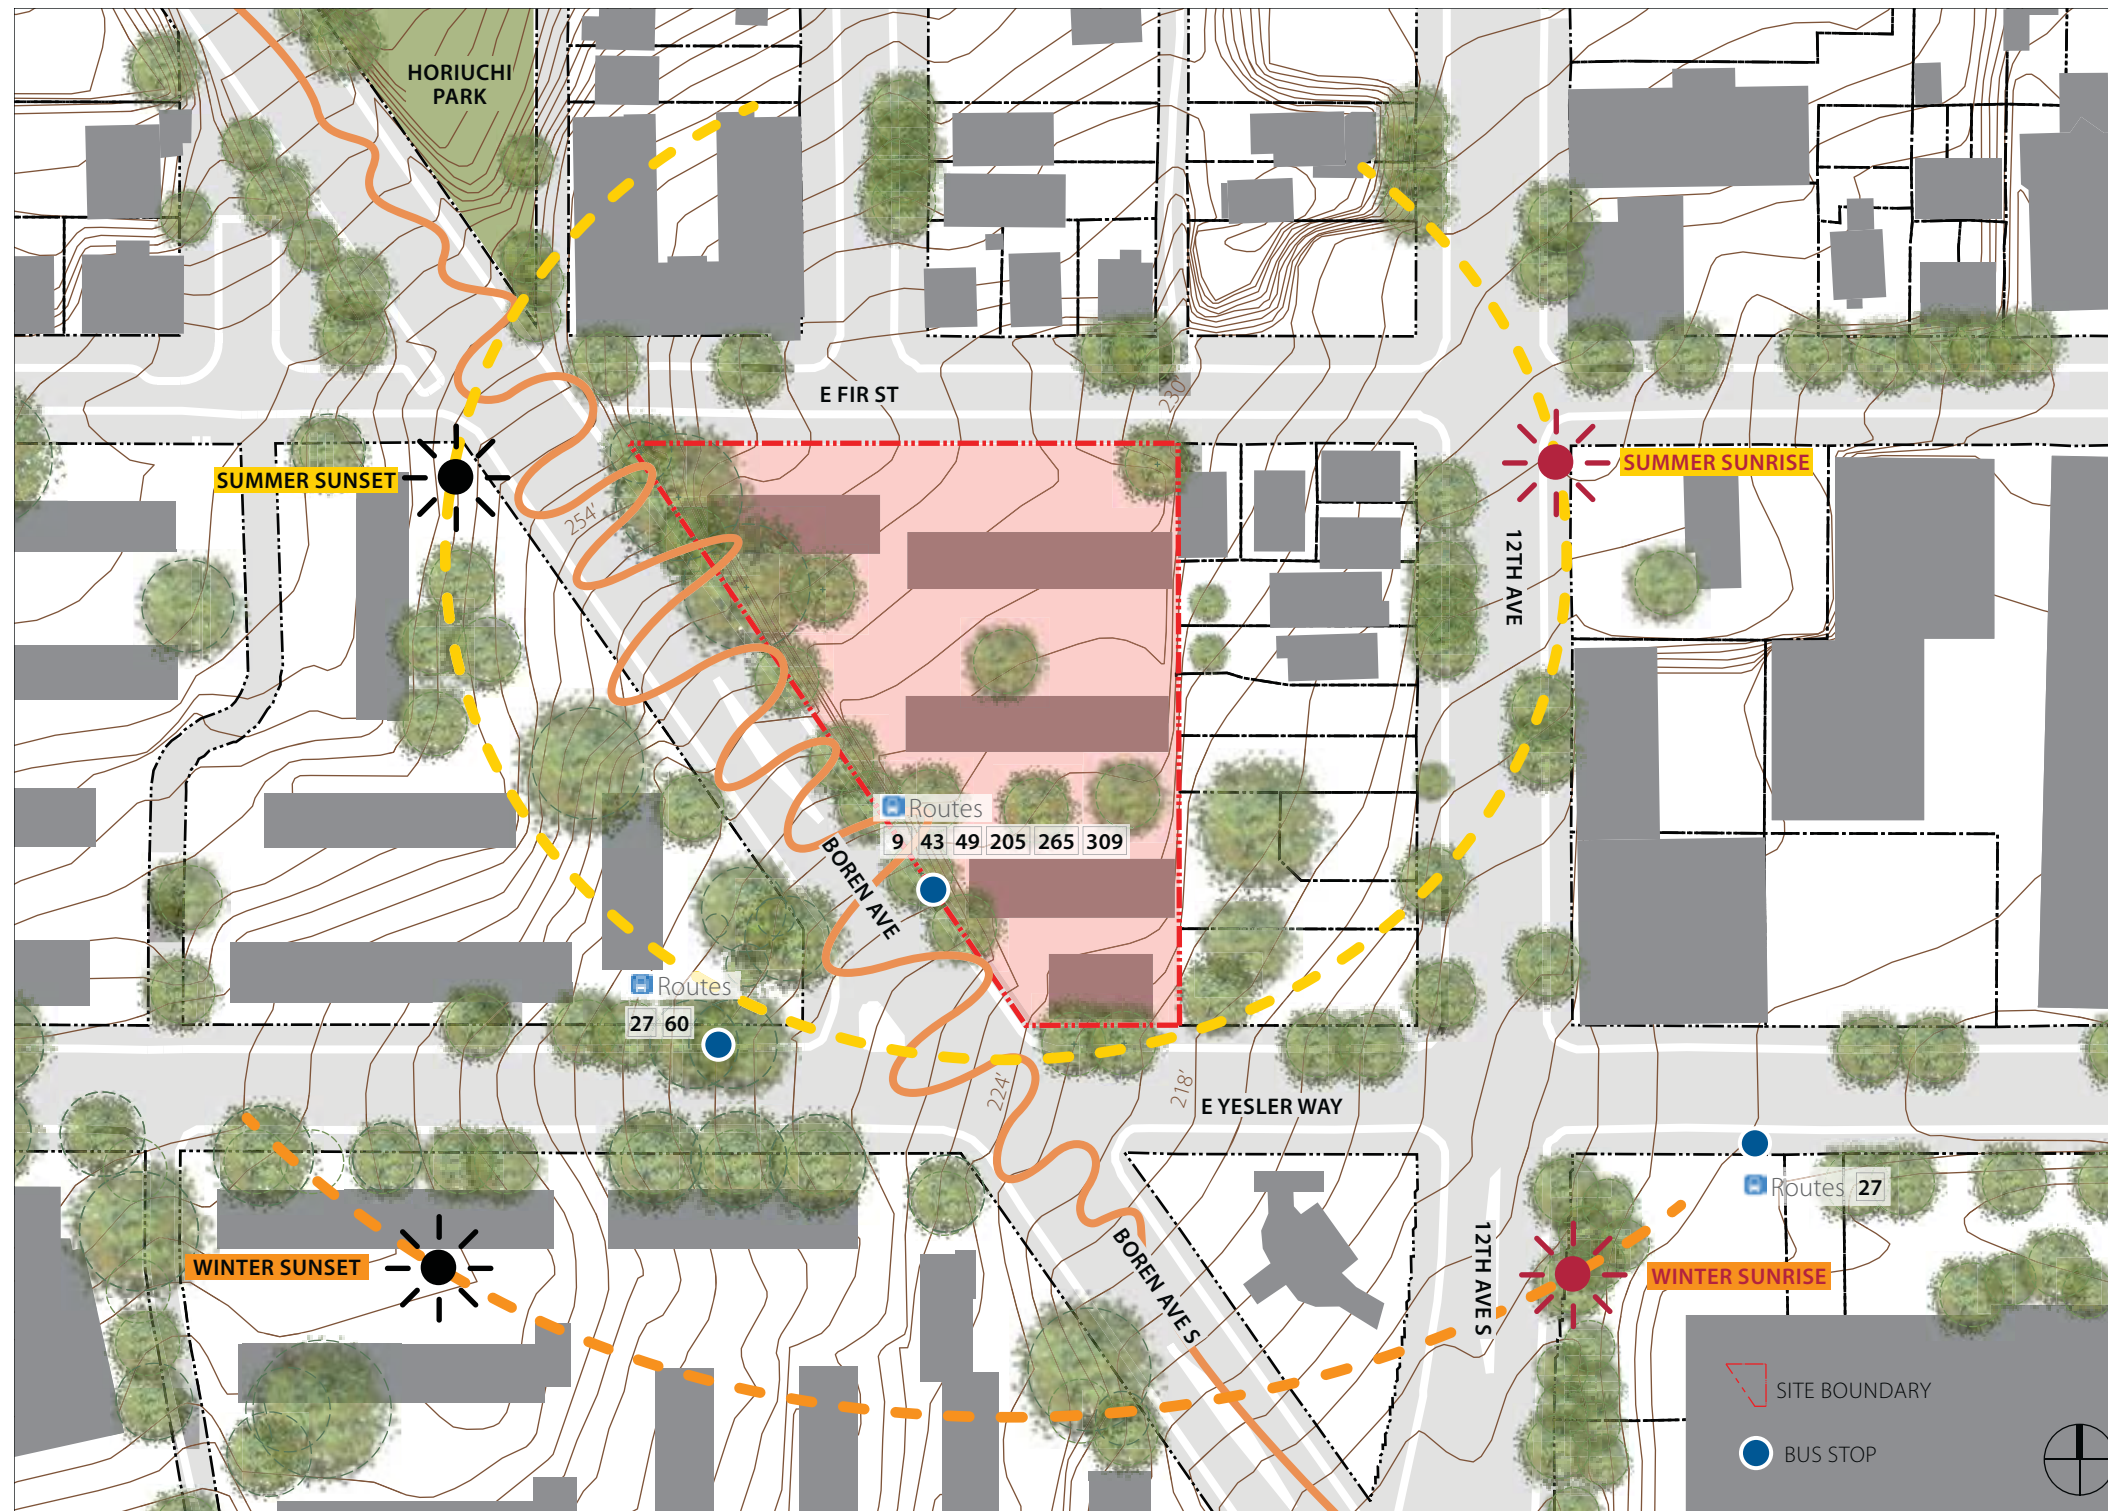 HORIUCHI
PARK
E FIR ST
230'
SUMMER SUNSET
SUMMER SUNRISE
254'
12TH AVE
Routes
9 43 49 205 265 309
BOREN AVE
Routes
27 60
224'
218'
E YESLER WAY
Routes 27
WINTER SUNSET
BOREN AVE S
12TH AVE S
WINTER SUNRISE
SITE BOUNDARY
BUS STOP